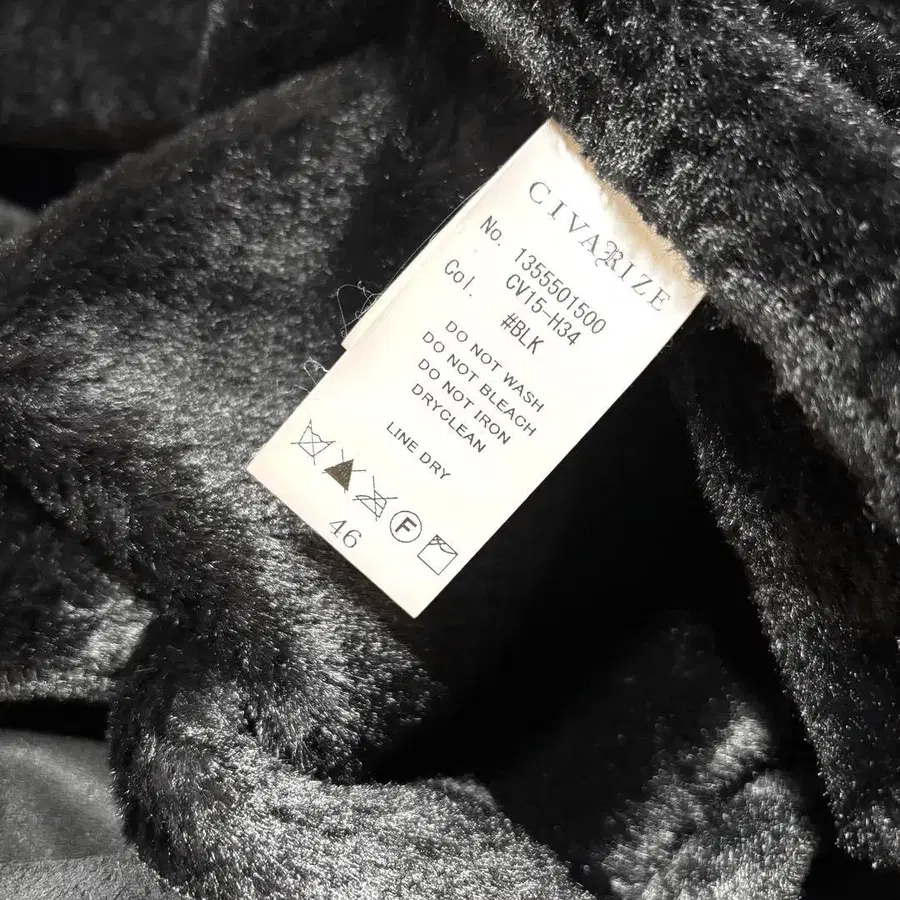 CIVARIZE
No. 1355501500
CV15-H34
Col. #BLK
DO NOT WASH
DO NOT BLEACH
DO NOT IRON
DRYCLEAN
LINE DRY
F
46